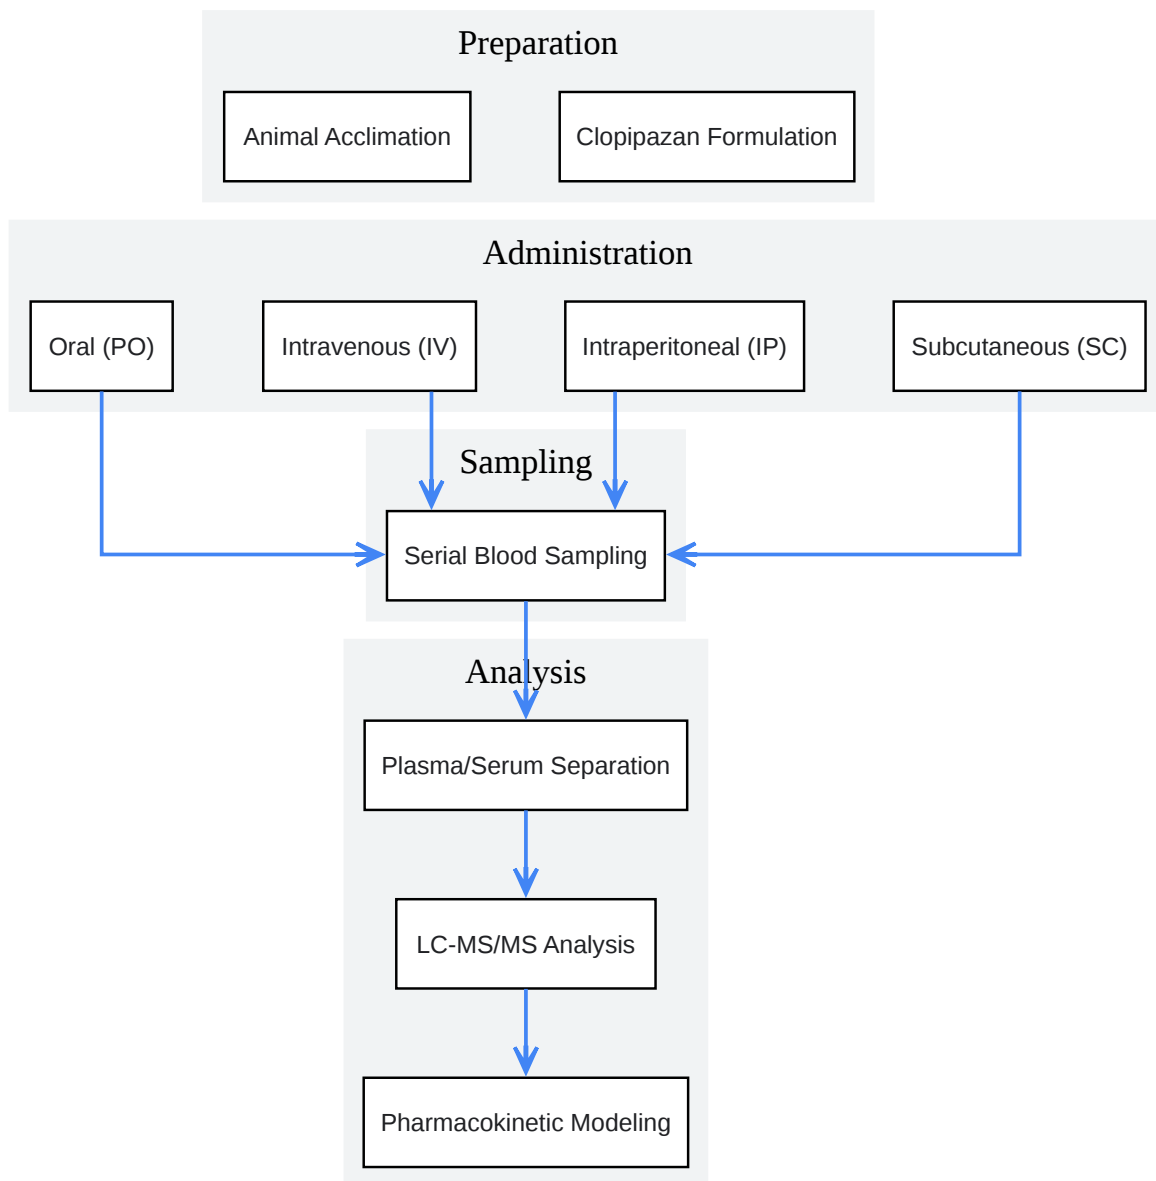 Preparation
Animal Acclimation
Clopipazan Formulation
Administration
Oral (PO)
Intravenous (IV)
Intraperitoneal (IP)
Subcutaneous (SC)
Sampling
Serial Blood Sampling
Analysis
Plasma/Serum Separation
LC-MS/MS Analysis
Pharmacokinetic Modeling